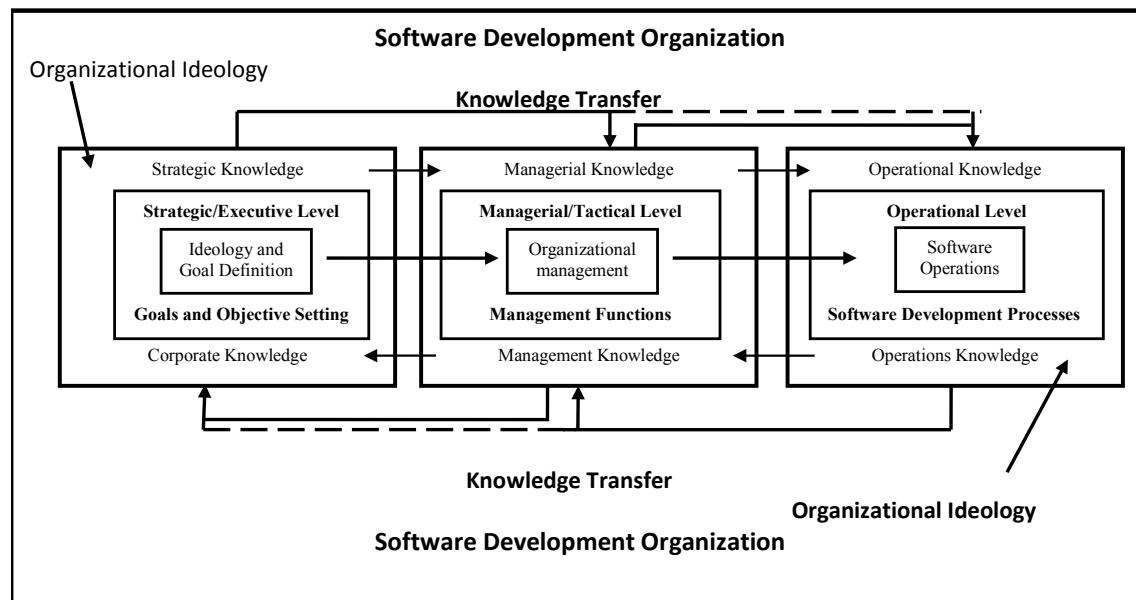 Software Development Organization
Organizational Ideology
Knowledge Transfer
Strategic Knowledge
Managerial Knowledge
Operational Knowledge
Strategic/Executive Level
Managerial/Tactical Level
Operational Level
Ideology and
Goal Definition
Organizational
management
Software
Operations
Goals and Objective Setting
Management Functions
Software Development Processes
Corporate Knowledge
Management Knowledge
Operations Knowledge
Knowledge Transfer
Organizational Ideology
Software Development Organization